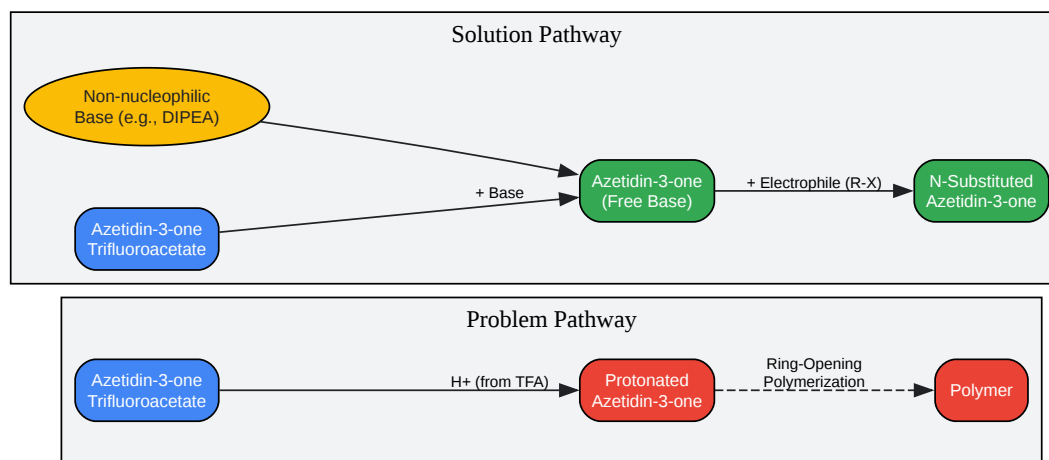 Solution Pathway
Non-nucleophilic
Base (e.g., DIPEA)
Azetidin-3-one
Trifluoroacetate
+ Base
Azetidin-3-one
(Free Base)
+ Electrophile (R-X)
N-Substituted
Azetidin-3-one
Problem Pathway
Azetidin-3-one
Trifluoroacetate
H+ (from TFA)
Protonated
Azetidin-3-one
Ring-Opening
Polymerization
Polymer